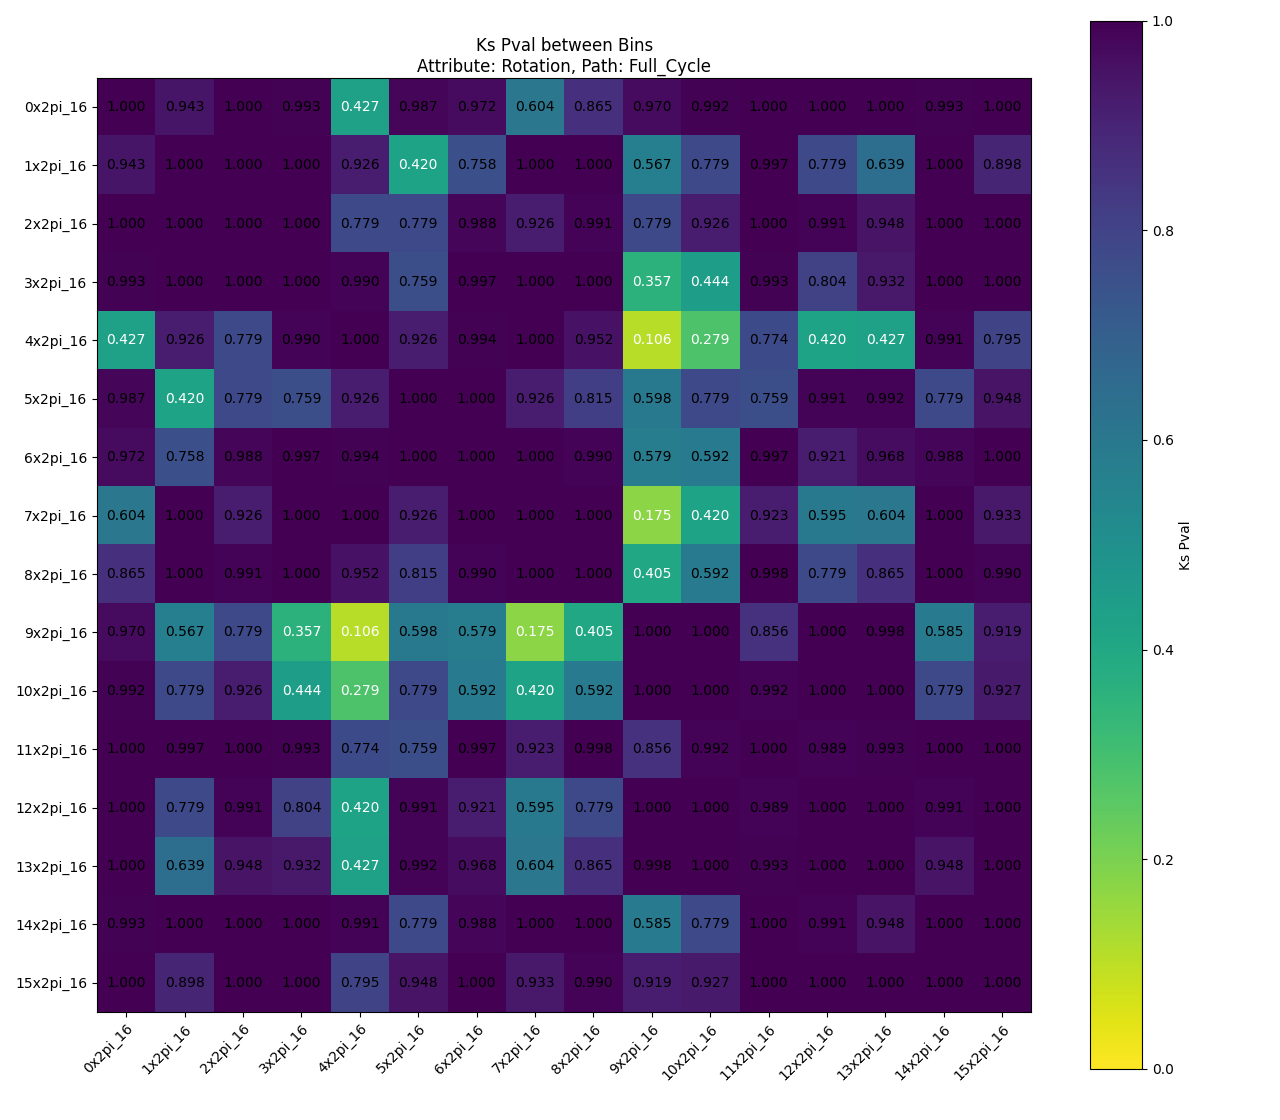 Ks Pval between Bins
Attribute: Rotation, Path: Full_Cycle
0x2pi_16 1.000 0.943 1.000 0.993 0.427 0.987 0.972 0.604 0.865 0.970 0.992 1.000 1.000 1.000 0.993 1.000
1x2pi_16 0.943 1.000 1.000 1.000 0.926 0.420 0.758 1.000 1.000 0.567 0.779 0.997 0.779 0.639 1.000 0.898
2x2pi_16 1.000 1.000 1.000 1.000 0.779 0.779 0.988 0.926 0.991 0.779 0.926 1.000 0.991 0.948 1.000 1.000
3x2pi_16 0.993 1.000 1.000 1.000 0.990 0.759 0.997 1.000 1.000 0.357 0.444 0.993 0.804 0.932 1.000 1.000
4x2pi_16 0.427 0.926 0.779 0.990 1.000 0.926 0.994 1.000 0.952 0.106 0.279 0.774 0.420 0.427 0.991 0.795
5x2pi_16 0.987 0.420 0.779 0.759 0.926 1.000 1.000 0.926 0.815 0.598 0.779 0.759 0.991 0.992 0.779 0.948
6x2pi_16 0.972 0.758 0.988 0.997 0.994 1.000 1.000 1.000 0.990 0.579 0.592 0.997 0.921 0.968 0.988 1.000
7x2pi_16 0.604 1.000 0.926 1.000 1.000 0.926 1.000 1.000 1.000 0.175 0.420 0.923 0.595 0.604 1.000 0.933
8x2pi_16 0.865 1.000 0.991 1.000 0.952 0.815 0.990 1.000 1.000 0.405 0.592 0.998 0.779 0.865 1.000 0.990
9x2pi_16 0.970 0.567 0.779 0.357 0.106 0.598 0.579 0.175 0.405 1.000 1.000 0.856 1.000 0.998 0.585 0.919
10x2pi_16 0.992 0.779 0.926 0.444 0.279 0.779 0.592 0.420 0.592 1.000 1.000 0.992 1.000 1.000 0.779 0.927
11x2pi_16 1.000 0.997 1.000 0.993 0.774 0.759 0.997 0.923 0.998 0.856 0.992 1.000 0.989 0.993 1.000 1.000
12x2pi_16 1.000 0.779 0.991 0.804 0.420 0.991 0.921 0.595 0.779 1.000 1.000 0.989 1.000 1.000 0.991 1.000
13x2pi_16 1.000 0.639 0.948 0.932 0.427 0.992 0.968 0.604 0.865 0.998 1.000 0.993 1.000 1.000 0.948 1.000
14x2pi_16 0.993 1.000 1.000 1.000 0.991 0.779 0.988 1.000 1.000 0.585 0.779 1.000 0.991 0.948 1.000 1.000
15x2pi_16 1.000 0.898 1.000 1.000 0.795 0.948 1.000 0.933 0.990 0.919 0.927 1.000 1.000 1.000 1.000 1.000
0x2pi_16 1x2pi_16 2x2pi_16 3x2pi_16 4x2pi_16 5x2pi_16 6x2pi_16 7x2pi_16 8x2pi_16 9x2pi_16 10x2pi_16 11x2pi_16 12x2pi_16 13x2pi_16 14x2pi_16 15x2pi_16
1.0
0.8
0.6
0.4
0.2
0.0
Ks Pval